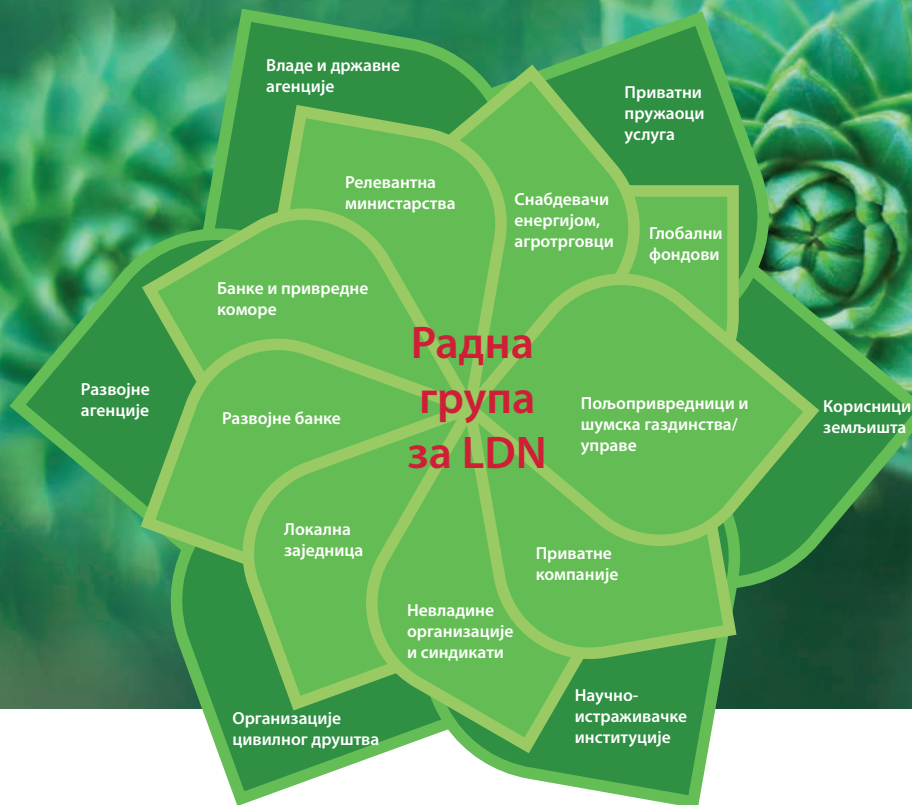 Владе и државне
агенције
Приватни
пружаоци
услуга
Релевантна
министарства
Снабдевачи
енергијом,
агротрговци
Глобални
фондови
Банке и привредне
коморе
Радна
група
за LDN
Развојне
агенције
Развојне банке
Пољопривредници и
шумска газдинства/
управе
Корисници
земљишта
Локална
заједница
Приватне
компаније
Невладине
организације
и синдикати
Научно-
истраживачке
институције
Организације
цивилног друштва